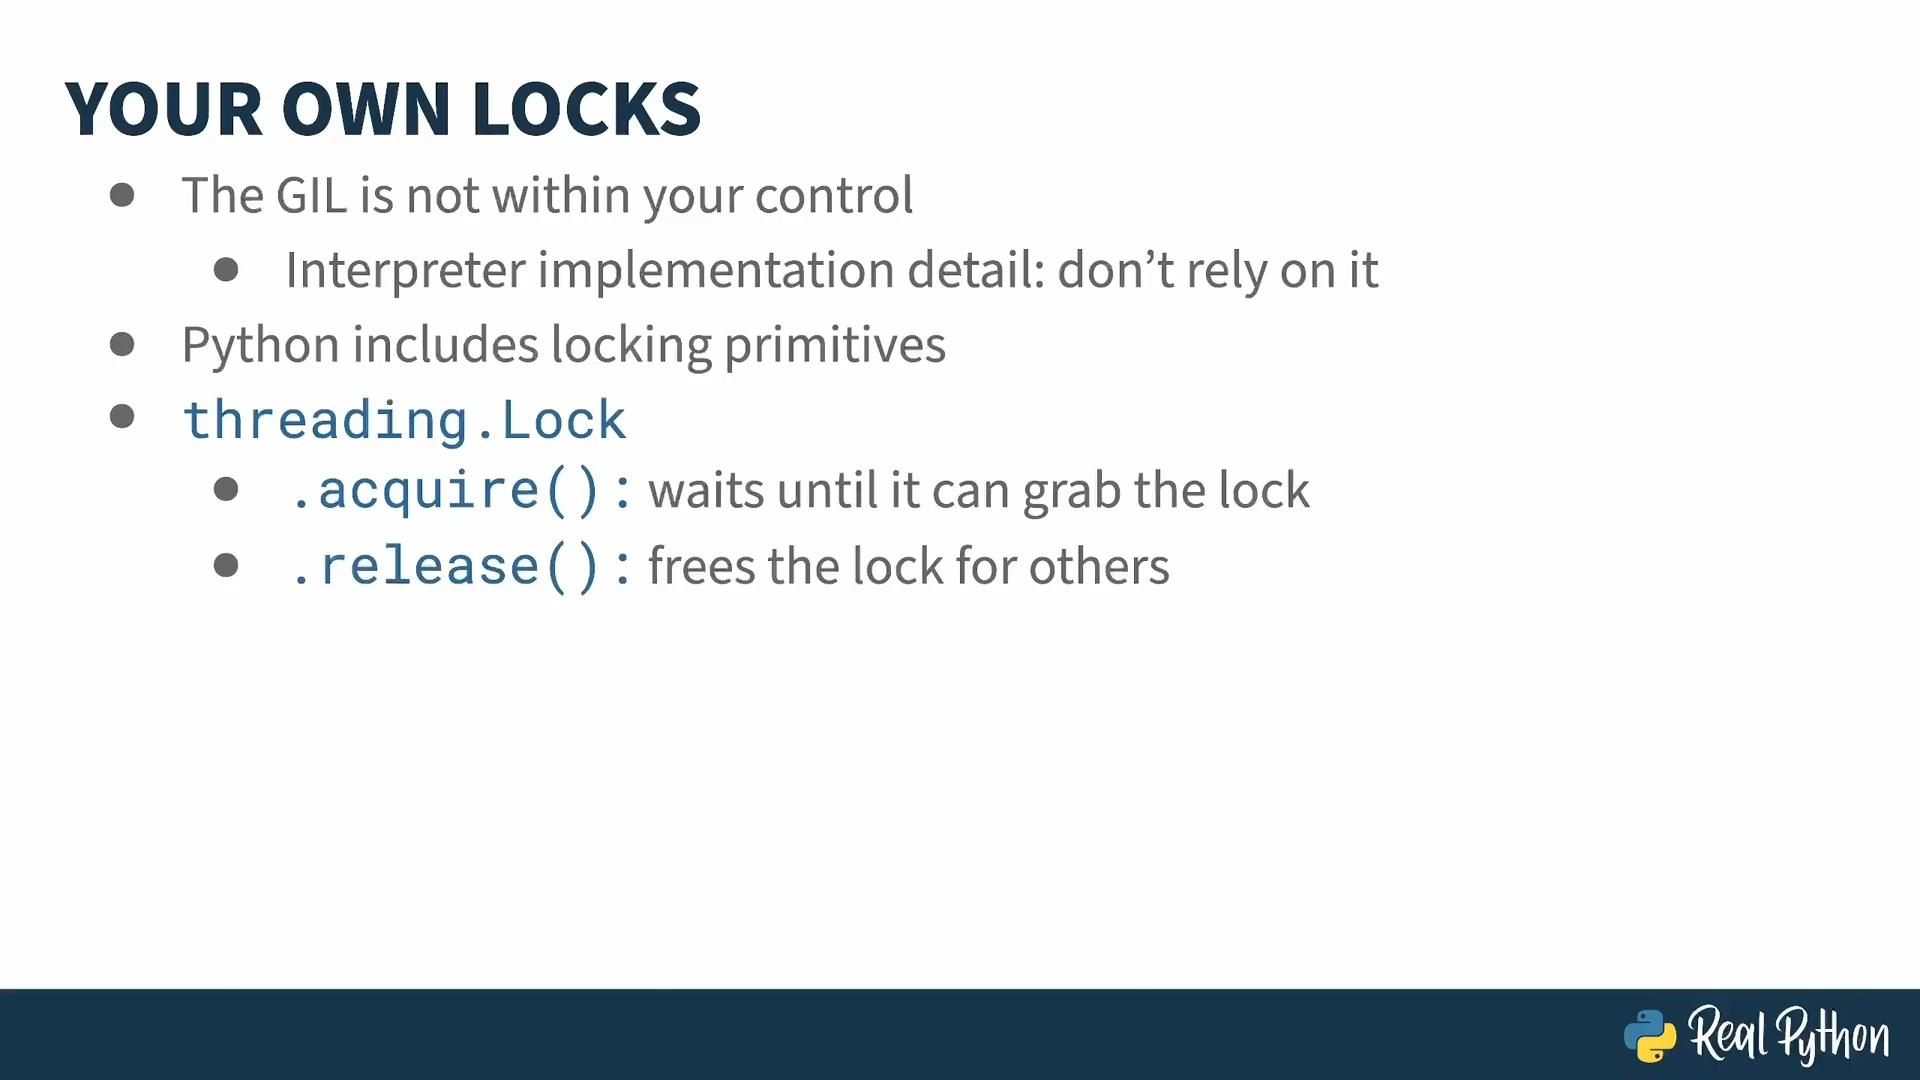 YOUR OWN LOCKS
The GIL is not within your control
Interpreter implementation detail: don’t rely on it
Python includes locking primitives
threading.Lock
.acquire(): waits until it can grab the lock
.release(): frees the lock for others
Real Python